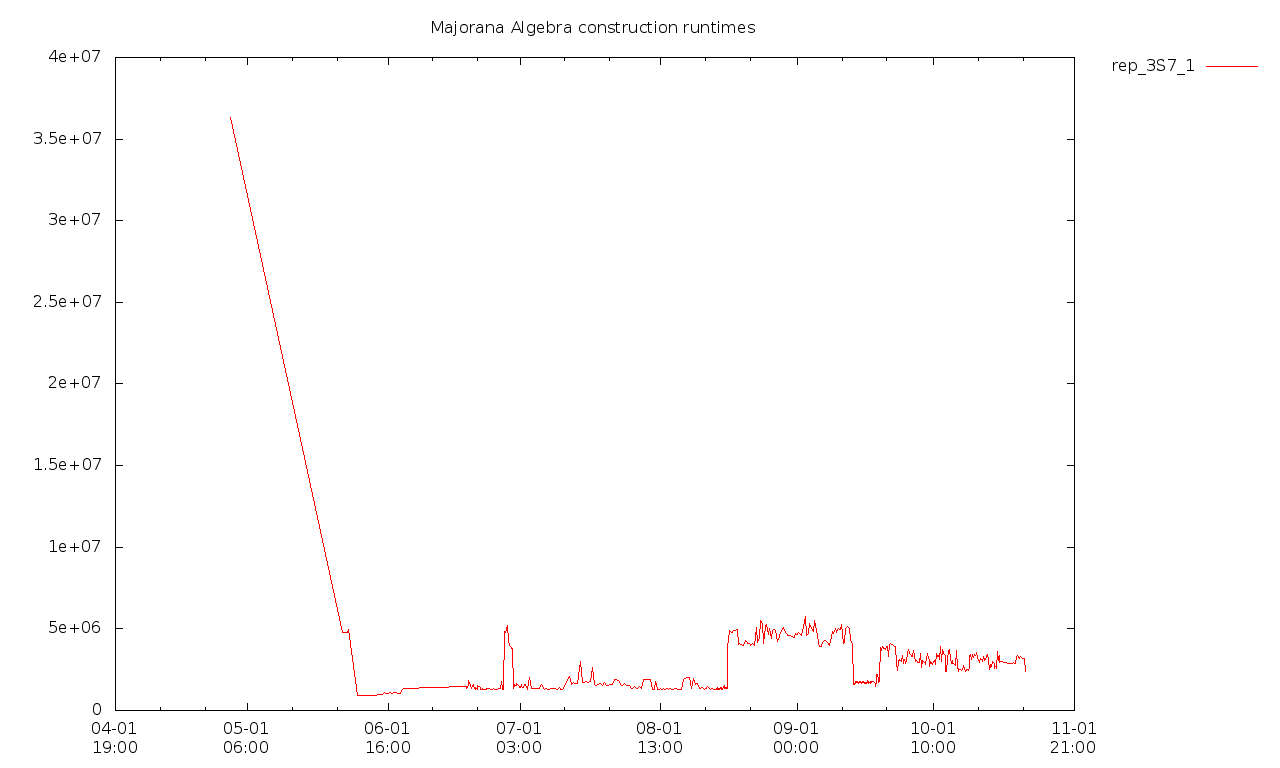 Majorana Algebra construction runtimes
rep_3S7_1
4e+07
3.5e+07
3e+07
2.5e+07
2e+07
1.5e+07
1e+07
5e+06
0
04-01 05-01 06-01 07-01 08-01 09-01 10-01 11-01
19:00 06:00 16:00 03:00 13:00 00:00 10:00 21:00